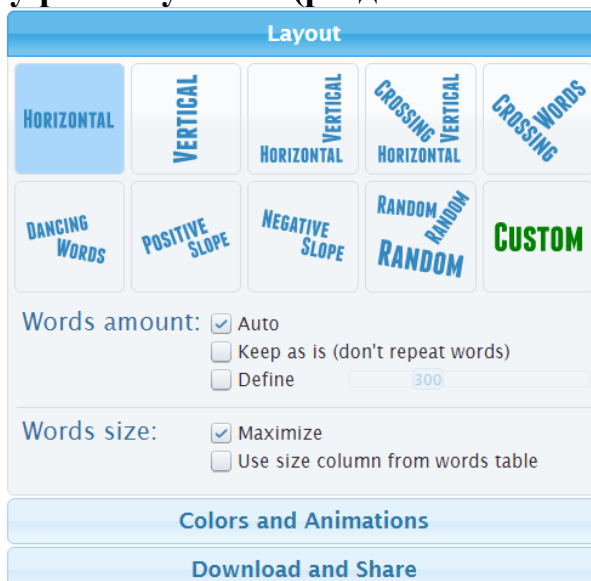 Layout
HORIZONTAL
VERTICAL
HORIZONTAL VERTICAL
CROSSING HORIZONTAL VERTICAL
CROSSING WORDS
DANCING WORDS
POSITIVE SLOPE
NEGATIVE SLOPE
RANDOM RANDOM RANDOM
CUSTOM
Words amount:
Auto
Keep as is (don't repeat words)
Define 300
Words size:
Maximize
Use size column from words table
Colors and Animations
Download and Share